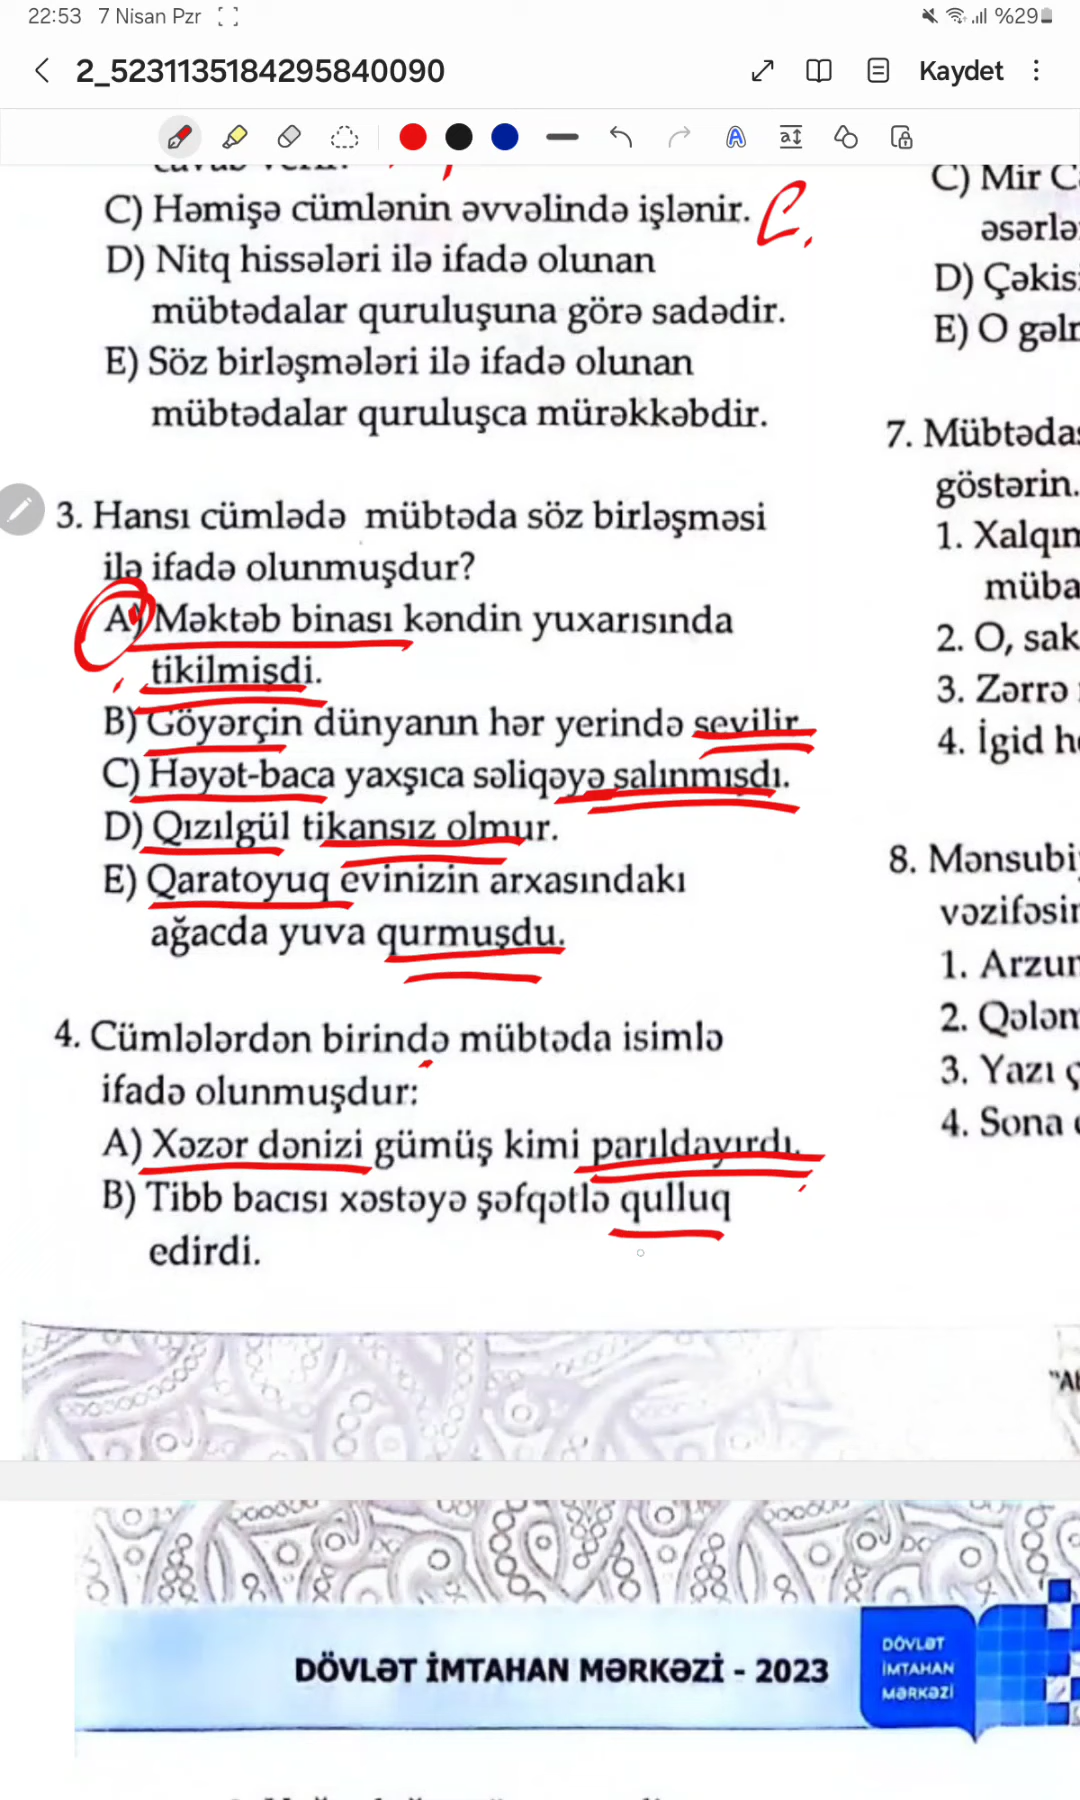 22:53 7 Nisan Pzr
%29
2_5231135184295840090
Kaydet
C) Həmişə cümlənin əvvəlində işlənir.
C.
D) Nitq hissələri ilə ifadə olunan
mübtədalar quruluşuna görə sadədir.
E) Söz birləşmələri ilə ifadə olunan
mübtədalar quruluşca mürəkkəbdir.
3. Hansı cümlədə mübtəda söz birləşməsi
ilə ifadə olunmuşdur?
A) Məktəb binası kəndin yuxarısında
tikilmişdi.
B) Göyərçin dünyanın hər yerində sevilir.
C) Həyət-baca yaxşıca səliqəyə salınmışdı.
D) Qızılgül tikansız olmur.
E) Qaratoyuq evinizin arxasındakı
ağacda yuva qurmuşdu.
4. Cümlələrdən birində mübtəda isimlə
ifadə olunmuşdur:
A) Xəzər dənizi gümüş kimi parıldayırdı.
B) Tibb bacısı xəstəyə şəfqətlə qulluq
edirdi.
C) Mir C
əsərlə
D) Çəkis
E) O gəlr
7. Mübtədas
göstərin.
1. Xalqın
müba
2. O, sak
3. Zərrə
4. İgid h
8. Mənsubi
vəzifəsin
1. Arzun
2. Qələm
3. Yazı ç
4. Sona
"Ab
DÖVLƏT İMTAHAN MƏRKƏZİ - 2023
DÖVLƏT
İMTAHAN
MƏRKƏZİ